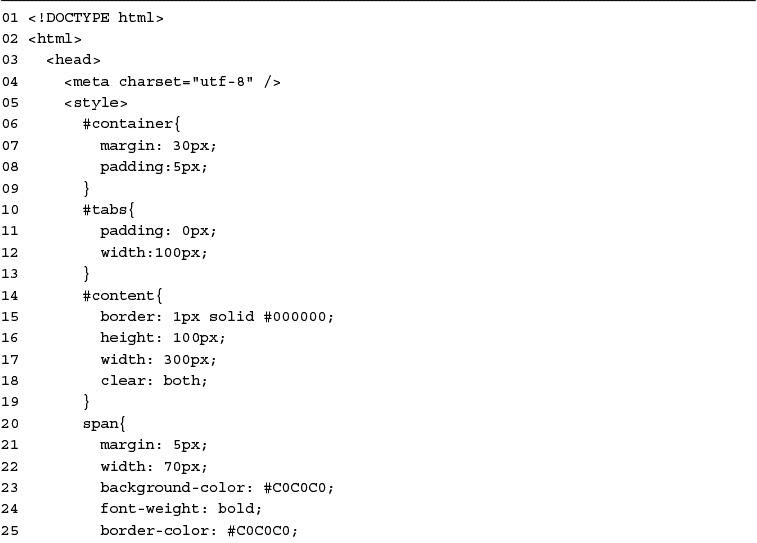 01 <!DOCTYPE html>
02 <html>
03   <head>
04     <meta charset="utf-8" />
05     <style>
06       #container{
07         margin: 30px;
08         padding:5px;
09       }
10       #tabs{
11         padding: 0px;
12         width:100px;
13       }
14       #content{
15         border: 1px solid #000000;
16         height: 100px;
17         width: 300px;
18         clear: both;
19       }
20       span{
21         margin: 5px;
22         width: 70px;
23         background-color: #C0C0C0;
24         font-weight: bold;
25         border-color: #C0C0C0;